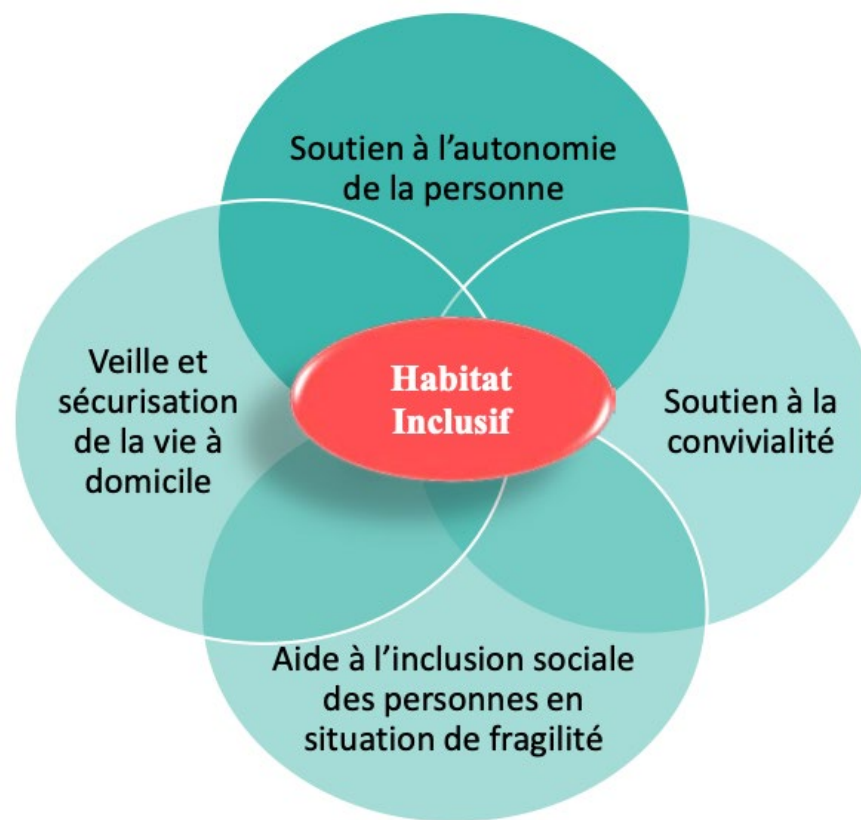 Soutien à l’autonomie
de la personne
Veille et
sécurisation
de la vie à
domicile
Habitat
Inclusif
Soutien à la
convivialité
Aide à l’inclusion sociale
des personnes en
situation de fragilité